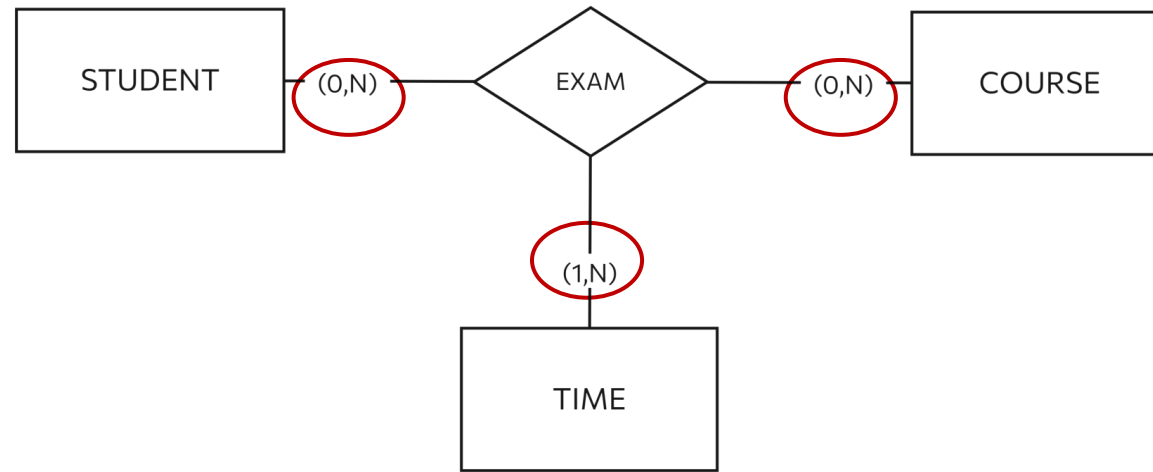 STUDENT
(0,N)
EXAM
(0,N)
COURSE
(1,N)
TIME